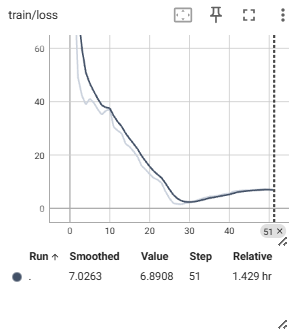 train/loss
60
40
20
0
0 10 20 30 40 51
Run ↑ Smoothed Value Step Relative
. 7.0263 6.8908 51 1.429 hr